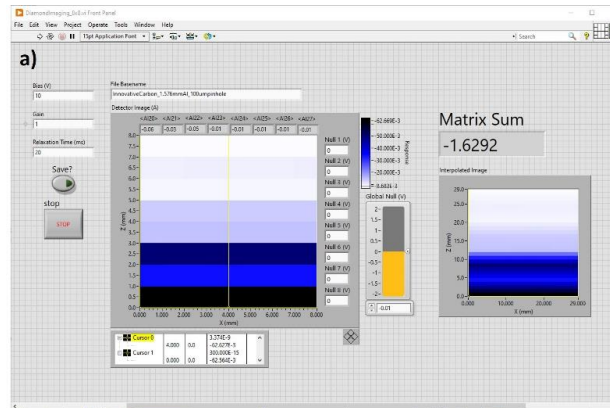 DiamondImaging_8x8.vi Front Panel
File Edit View Project Operate Tools Window Help
15pt Application Font
Search
a)
Bias (V)
10
File Basename
InnovativeCarbon_1.576mmAl_100umpinhole
Gain
1
Detector Image (A)
<AI20> <AI21> <AI22> <AI23> <AI24> <AI25> <AI26> <AI27>
-0.06 -0.03 -0.05 -0.01 -0.01 -0.01 -0.01 -0.01
Relaxation Time (ms)
20
Save?
stop
STOP
Z (mm)
8.0
7.5
7.0
6.5
6.0
5.5
5.0
4.5
4.0
3.5
3.0
2.5
2.0
1.5
1.0
0.5
0.0
0.000 1.000 2.000 3.000 4.000 5.000 6.000 7.000 8.000
X (mm)
Null 1 (V)
0
Null 2 (V)
0
Null 3 (V)
0
Null 4 (V)
0
Null 5 (V)
0
Null 6 (V)
0
Null 7 (V)
0
Null 8 (V)
0
-62.669E-3
-50.000E-3
-40.000E-3
-30.000E-3
-20.000E-3
Response
Global Null (V)
2
1.5
1
0.5
0
-0.5
-1
-1.5
-2
-0.01
Matrix Sum
-1.6292
Interpolated Image
Z (mm)
29.0
25.0
20.0
15.0
10.0
5.0
0.0
0.000 10.000 20.000 29.000
X (mm)
Cursor 0
4.000 0.0
3.374E-9
-62.627E-3
Cursor 1
0.000 0.0
300.000E-15
-62.564E-3